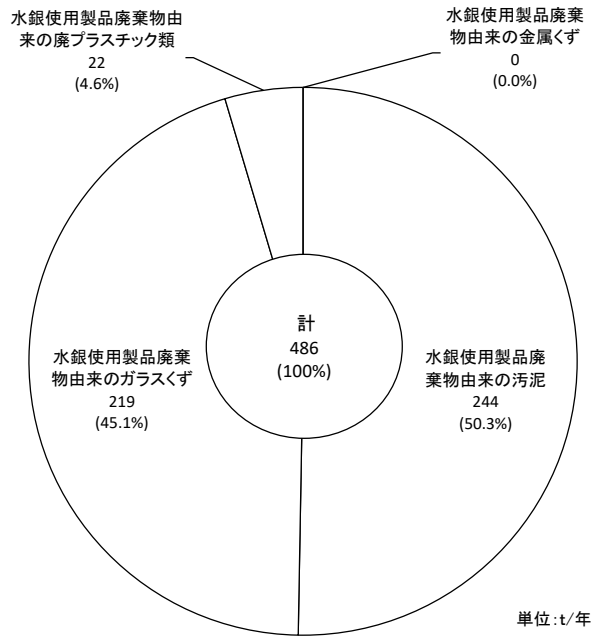 水銀使用製品廃棄物由
来の廃プラスチック類
22
(4.6%)
水銀使用製品廃棄
物由来の金属くず
0
(0.0%)
計
486
(100%)
水銀使用製品廃棄
物由来のガラスくず
219
(45.1%)
水銀使用製品廃
棄物由来の汚泥
244
(50.3%)
単位:t/年